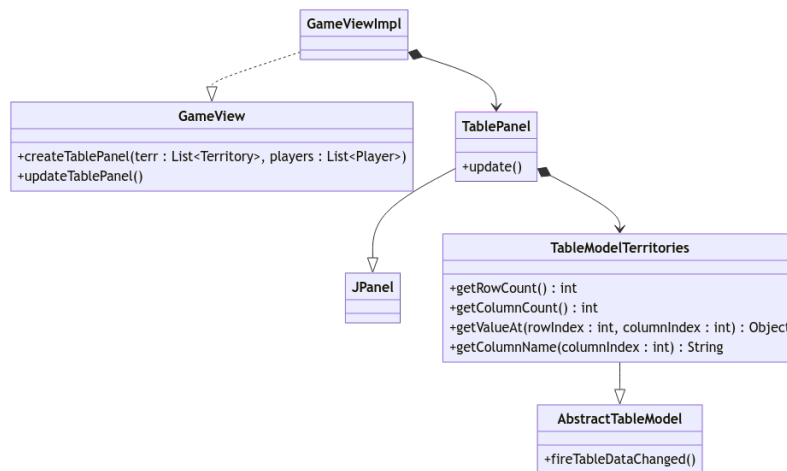 GameViewImpl
GameView
+createTablePanel(terr : List<Territory>, players : List<Player>)
+updateTablePanel()
TablePanel
+update()
JPanel
TableModelTerritories
+getRowCount() : int
+getColumnCount() : int
+getValueAt(rowIndex : int, columnIndex : int) : Object
+getColumnName(columnIndex : int) : String
AbstractTableModel
+fireTableDataChanged()